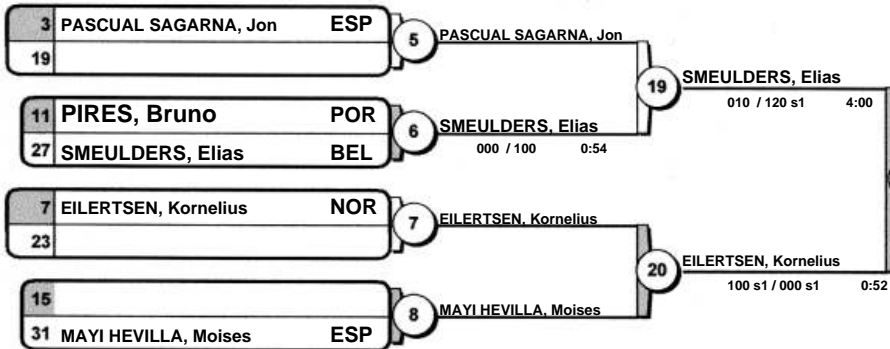 3 PASCUAL SAGARNA, Jon ESP
19
5 PASCUAL SAGARNA, Jon
11 PIRES, Bruno POR
27 SMEULDERS, Elias BEL
6 SMEULDERS, Elias
000 / 100 0:54
19 SMEULDERS, Elias
010 / 120 s1 4:00
7 EILERTSEN, Kornelius NOR
23
7 EILERTSEN, Kornelius
15
31 MAYI HEVILLA, Moises ESP
8 MAYI HEVILLA, Moises
20 EILERTSEN, Kornelius
100 s1 / 000 s1 0:52